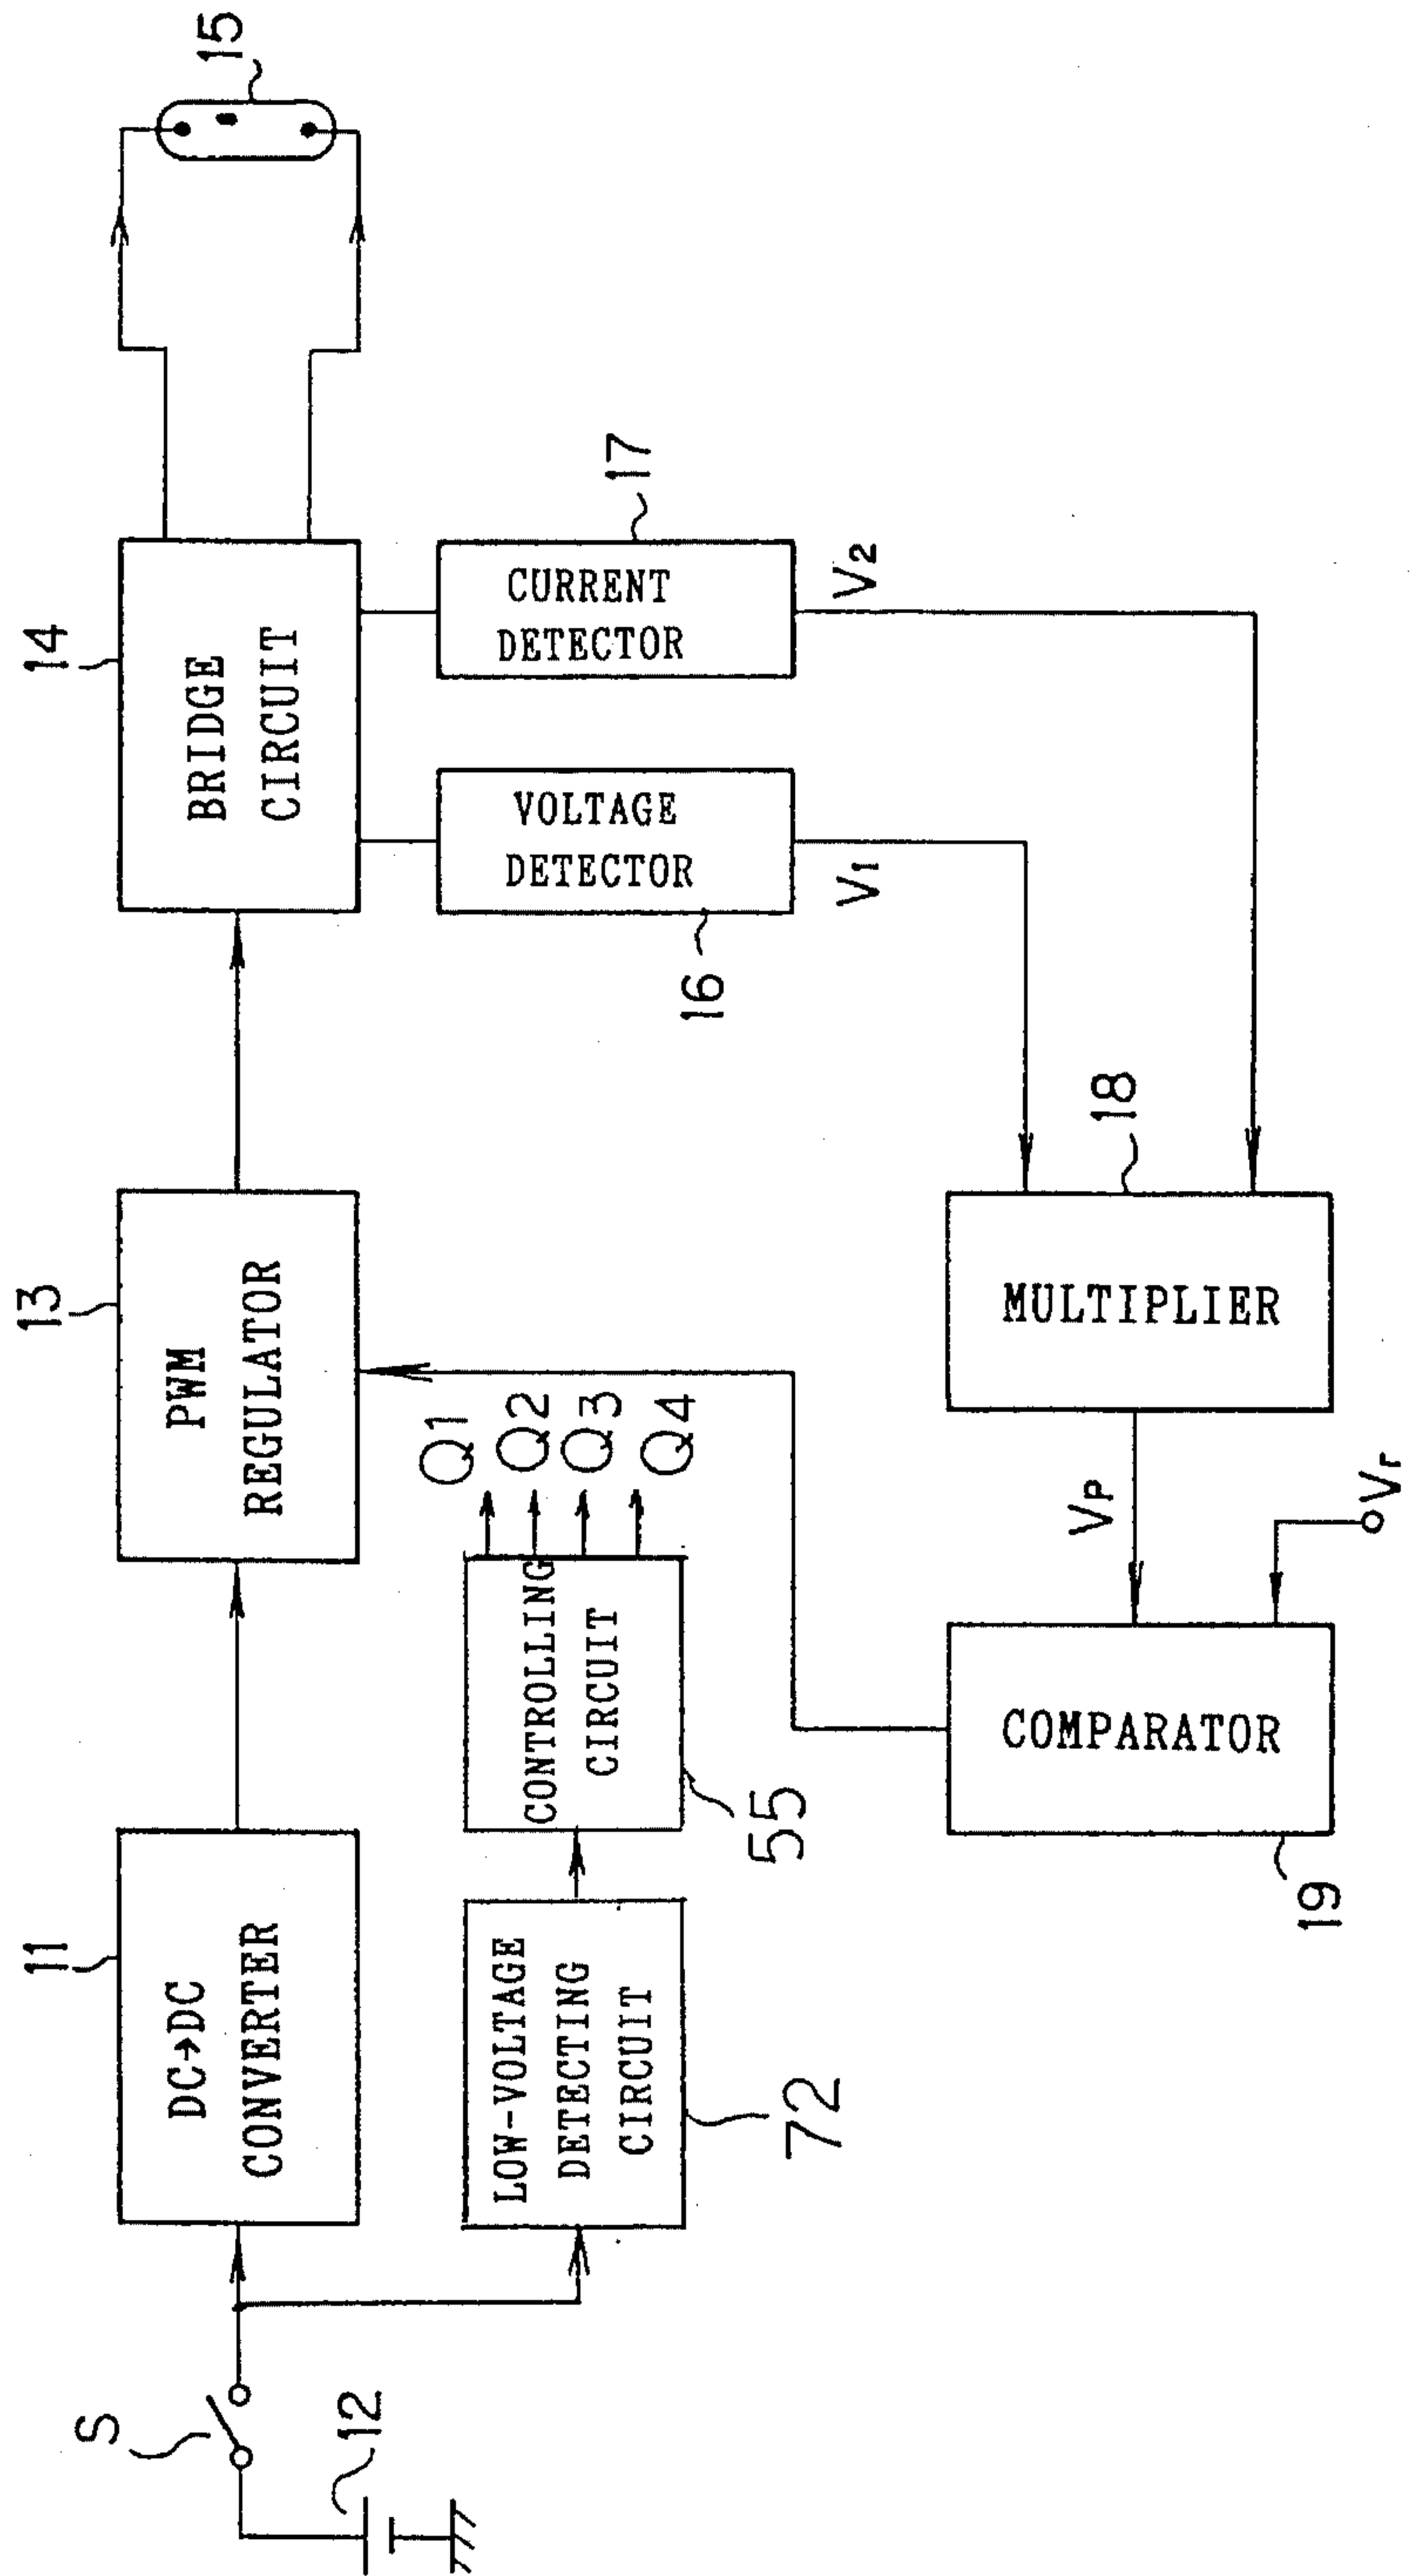 S
12
11
DC→DC
CONVERTER
13
PWM
REGULATOR
14
BRIDGE
CIRCUIT
15
LOW-VOLTAGE
DETECTING
CIRCUIT
72
CONTROLLING
CIRCUIT
55
Q1
Q2
Q3
Q4
VOLTAGE
DETECTOR
16
V1
CURRENT
DETECTOR
17
V2
COMPARATOR
19
VP
Vr
MULTIPLIER
18